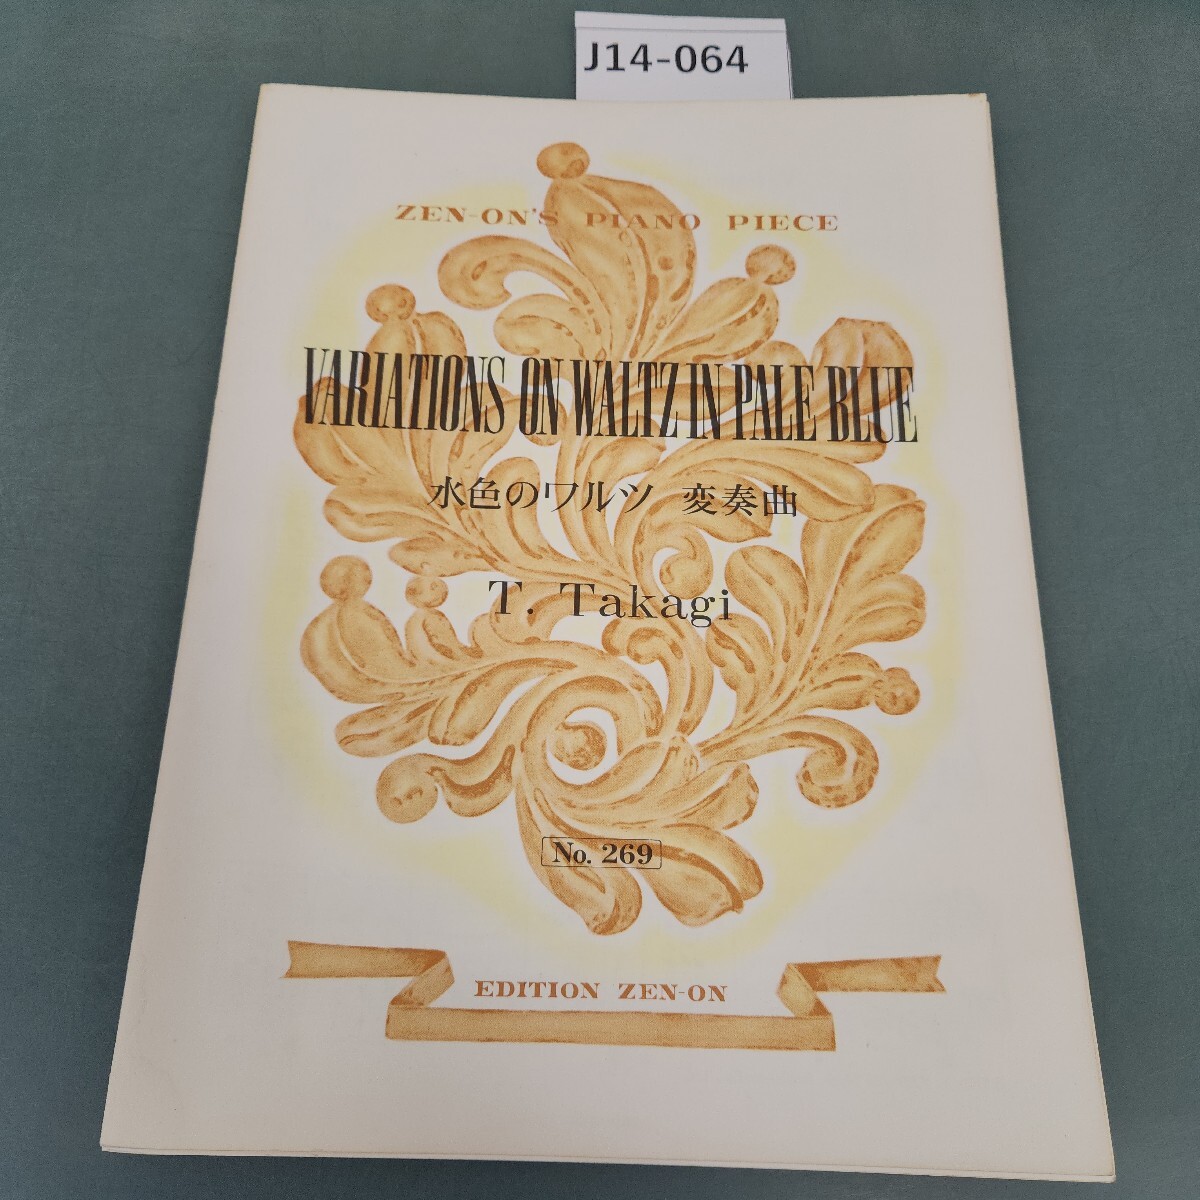 J14-064
ZEN-ON'S PIANO PIECE
VARIATIONS ON WALTZ IN PALE BLUE
水色のワルツ 変奏曲
T. Takagi
No. 269
EDITION ZEN-ON